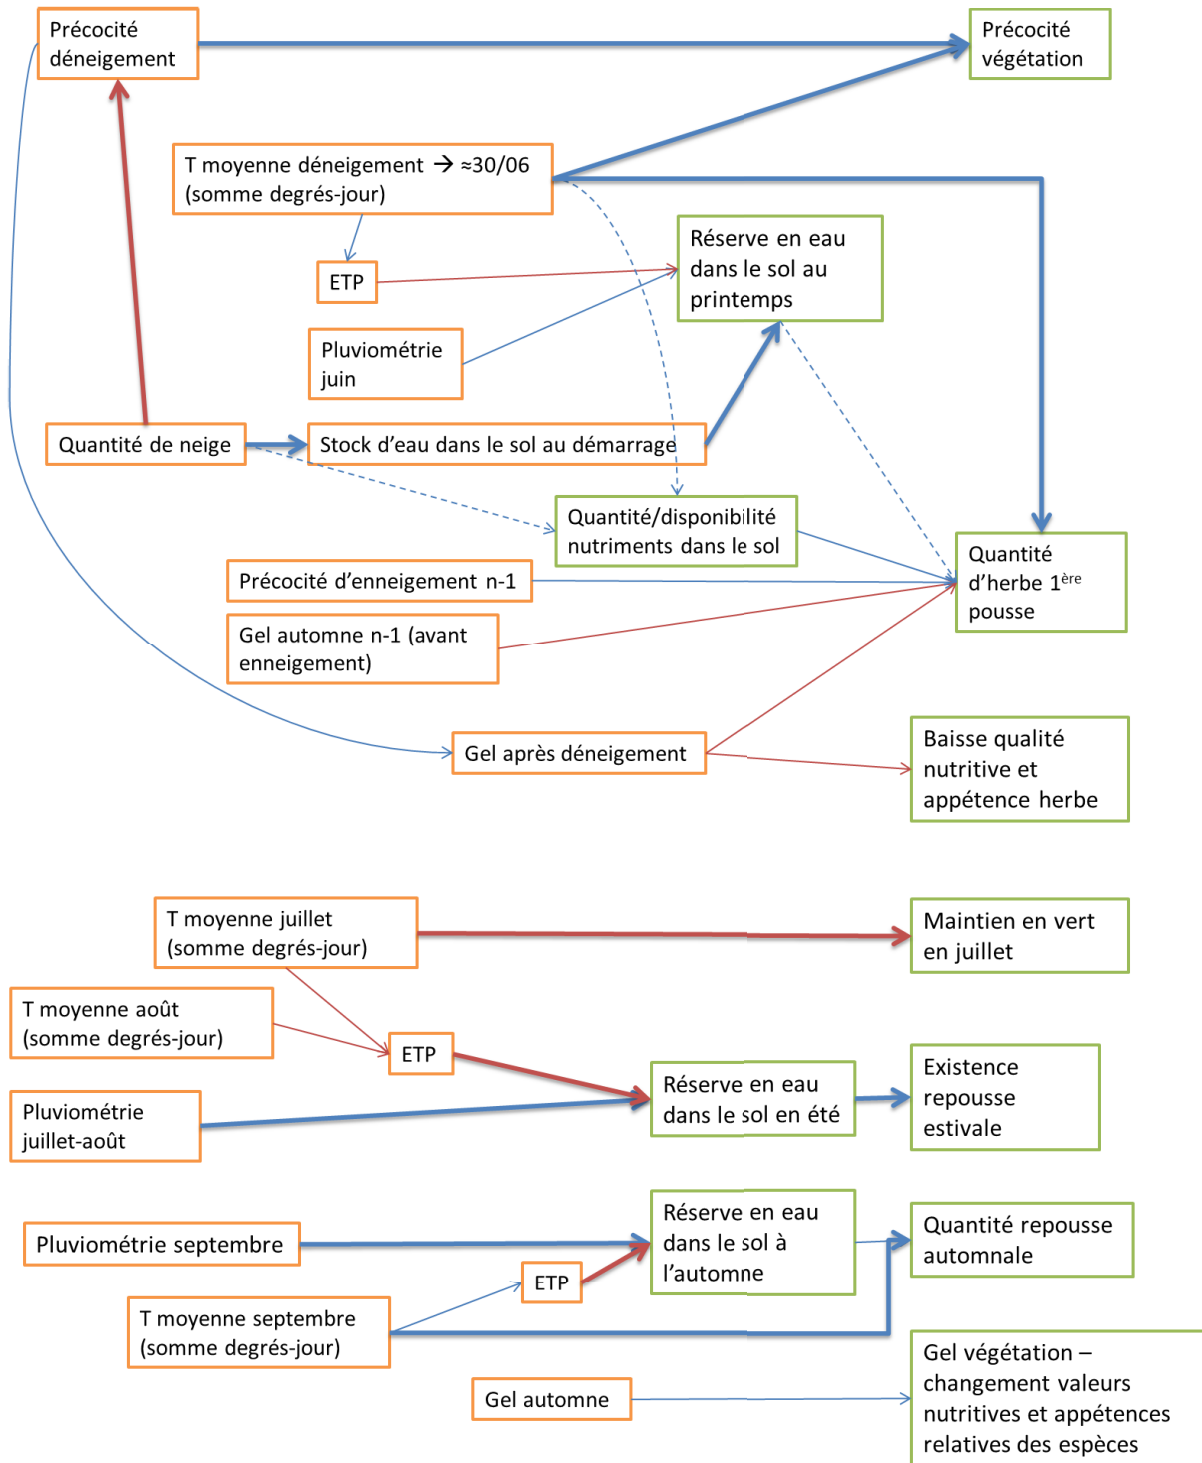 Précocité
déneigement
Précocité
végétation
T moyenne déneigement → ≈30/06
(somme degrés-jour)
Réserve en eau
dans le sol au
printemps
ETP
Pluviométrie
juin
Quantité de neige
Stock d’eau dans le sol au démarrage
Quantité/disponibilité
nutriments dans le sol
Quantité
d’herbe 1ère
pousse
Précocité d’enneigement n-1
Gel automne n-1 (avant
enneigement)
Gel après déneigement
Baisse qualité
nutritive et
appétence herbe
T moyenne juillet
(somme degrés-jour)
Maintien en vert
en juillet
T moyenne août
(somme degrés-jour)
ETP
Réserve en eau
dans le sol en été
Existence
repousse
estivale
Pluviométrie
juillet-août
Réserve en eau
dans le sol à
l’automne
Quantité repousse
automnale
Pluviométrie septembre
ETP
T moyenne septembre
(somme degrés-jour)
Gel automne
Gel végétation –
changement valeurs
nutritives et appétences
relatives des espèces